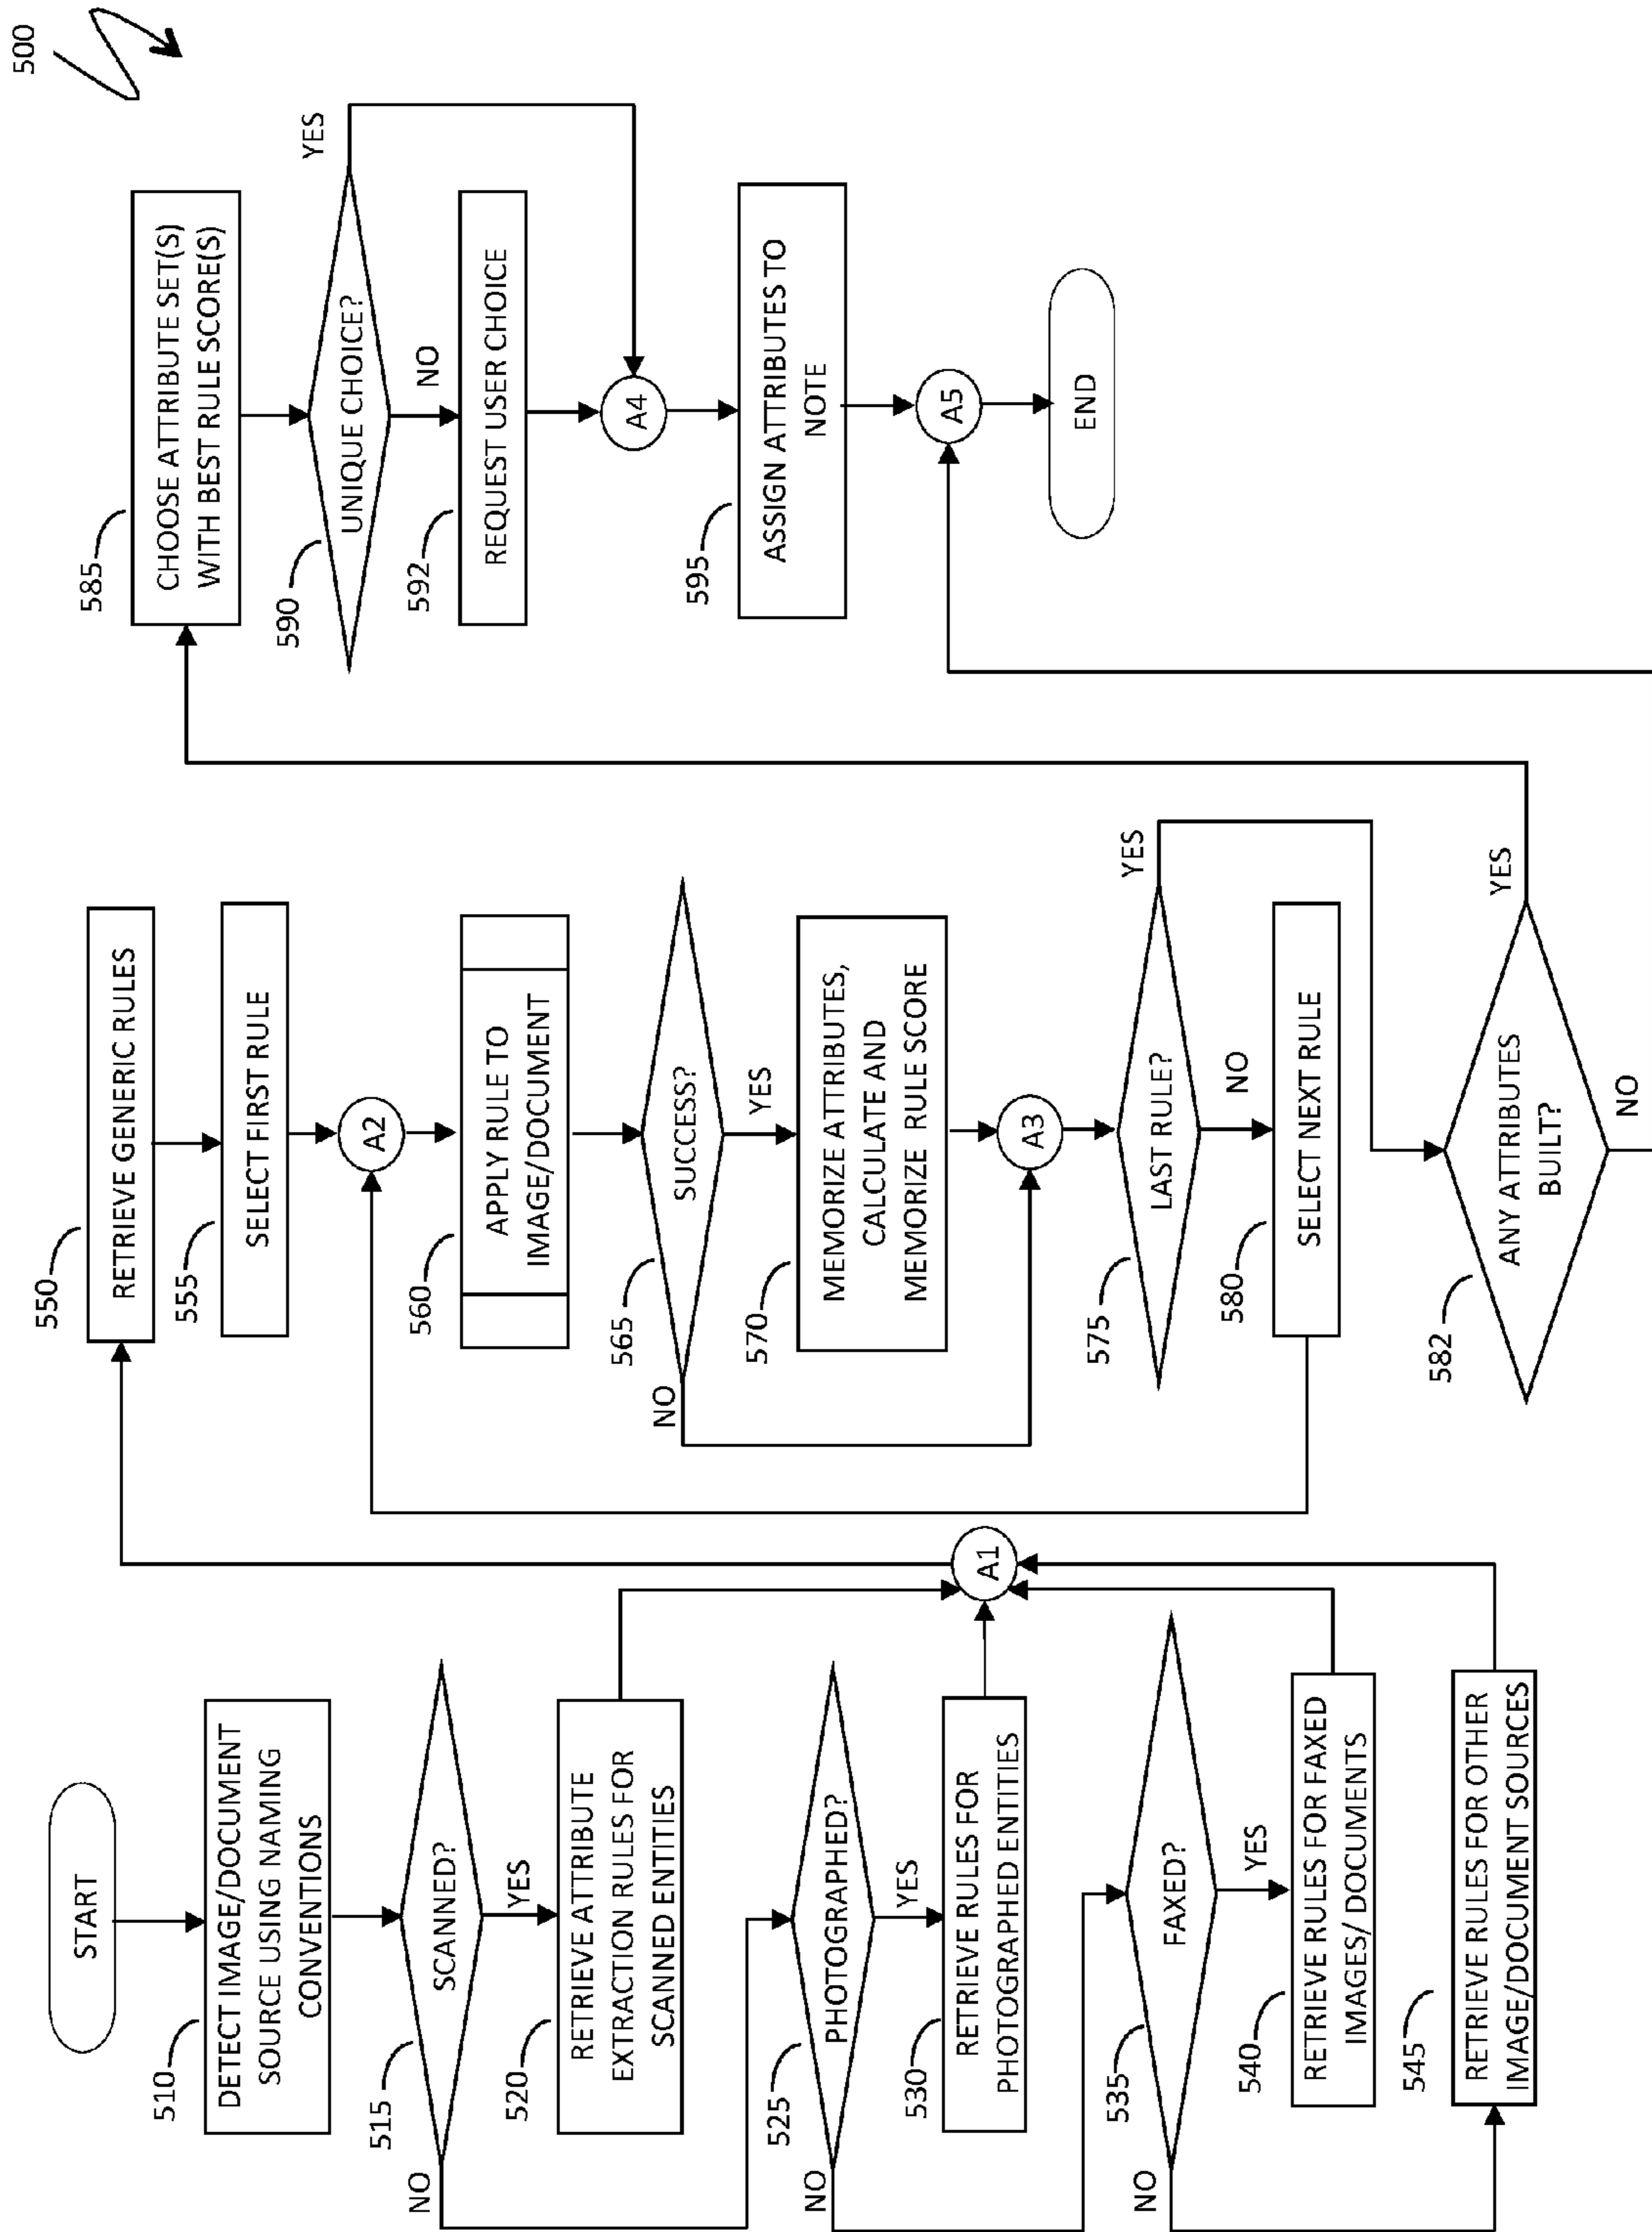 500
START
510
DETECT IMAGE/DOCUMENT
SOURCE USING NAMING
CONVENTIONS
515
SCANNED?
NO
YES
520
RETRIEVE ATTRIBUTE
EXTRACTION RULES FOR
SCANNED ENTITIES
525
PHOTOGRAPHED?
NO
YES
530
RETRIEVE RULES FOR
PHOTOGRAPHED ENTITIES
535
FAXED?
NO
YES
540
RETRIEVE RULES FOR FAXED
IMAGES/ DOCUMENTS
545
RETRIEVE RULES FOR OTHER
IMAGE/DOCUMENT SOURCES
A1
550
RETRIEVE GENERIC RULES
555
SELECT FIRST RULE
A2
560
APPLY RULE TO
IMAGE/DOCUMENT
565
SUCCESS?
NO
YES
570
MEMORIZE ATTRIBUTES,
CALCULATE AND
MEMORIZE RULE SCORE
A3
575
LAST RULE?
YES
NO
580
SELECT NEXT RULE
582
ANY ATTRIBUTES
BUILT?
YES
NO
585
CHOOSE ATTRIBUTE SET(S)
WITH BEST RULE SCORE(S)
590
UNIQUE CHOICE?
YES
NO
592
REQUEST USER CHOICE
A4
595
ASSIGN ATTRIBUTES TO
NOTE
A5
END